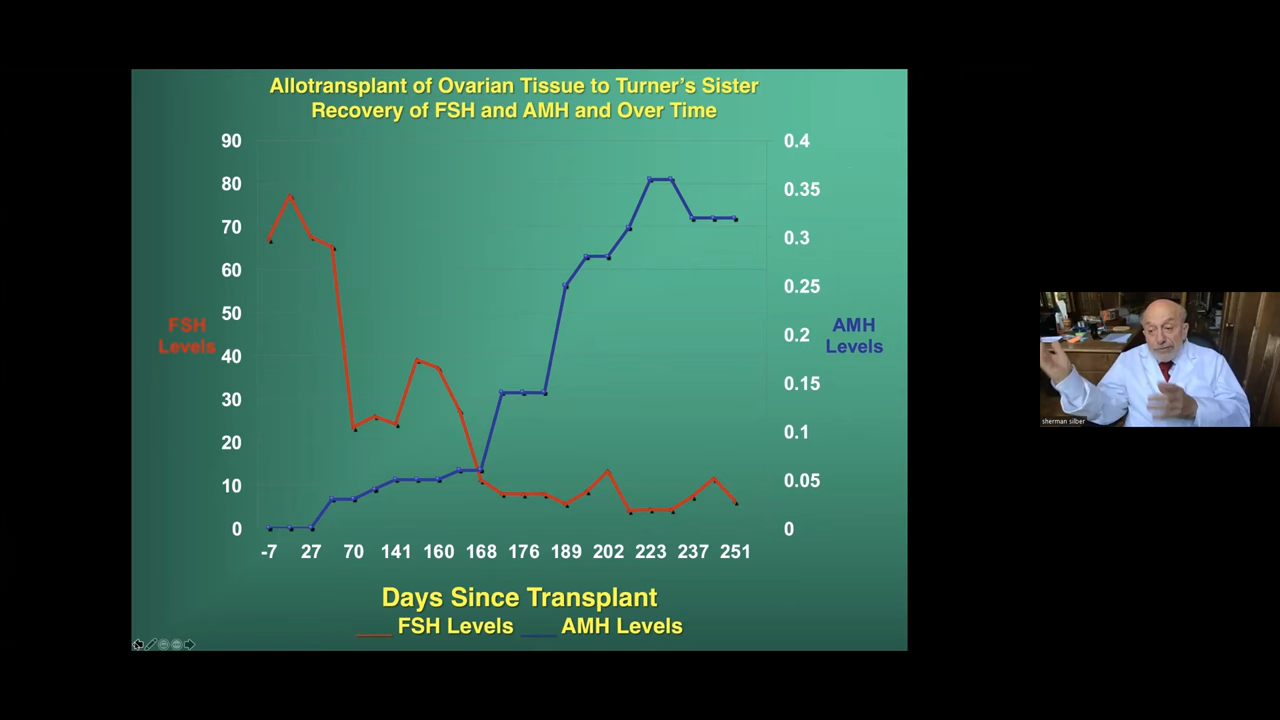 Allotransplant of Ovarian Tissue to Turner's Sister
Recovery of FSH and AMH and Over Time
90
80
70
60
50
40
30
20
10
0
FSH
Levels
0.4
0.35
0.3
0.25
0.2
0.15
0.1
0.05
0
AMH
Levels
-7 27 70 141 160 168 176 189 202 223 237 251
Days Since Transplant
FSH Levels AMH Levels
sherman silber